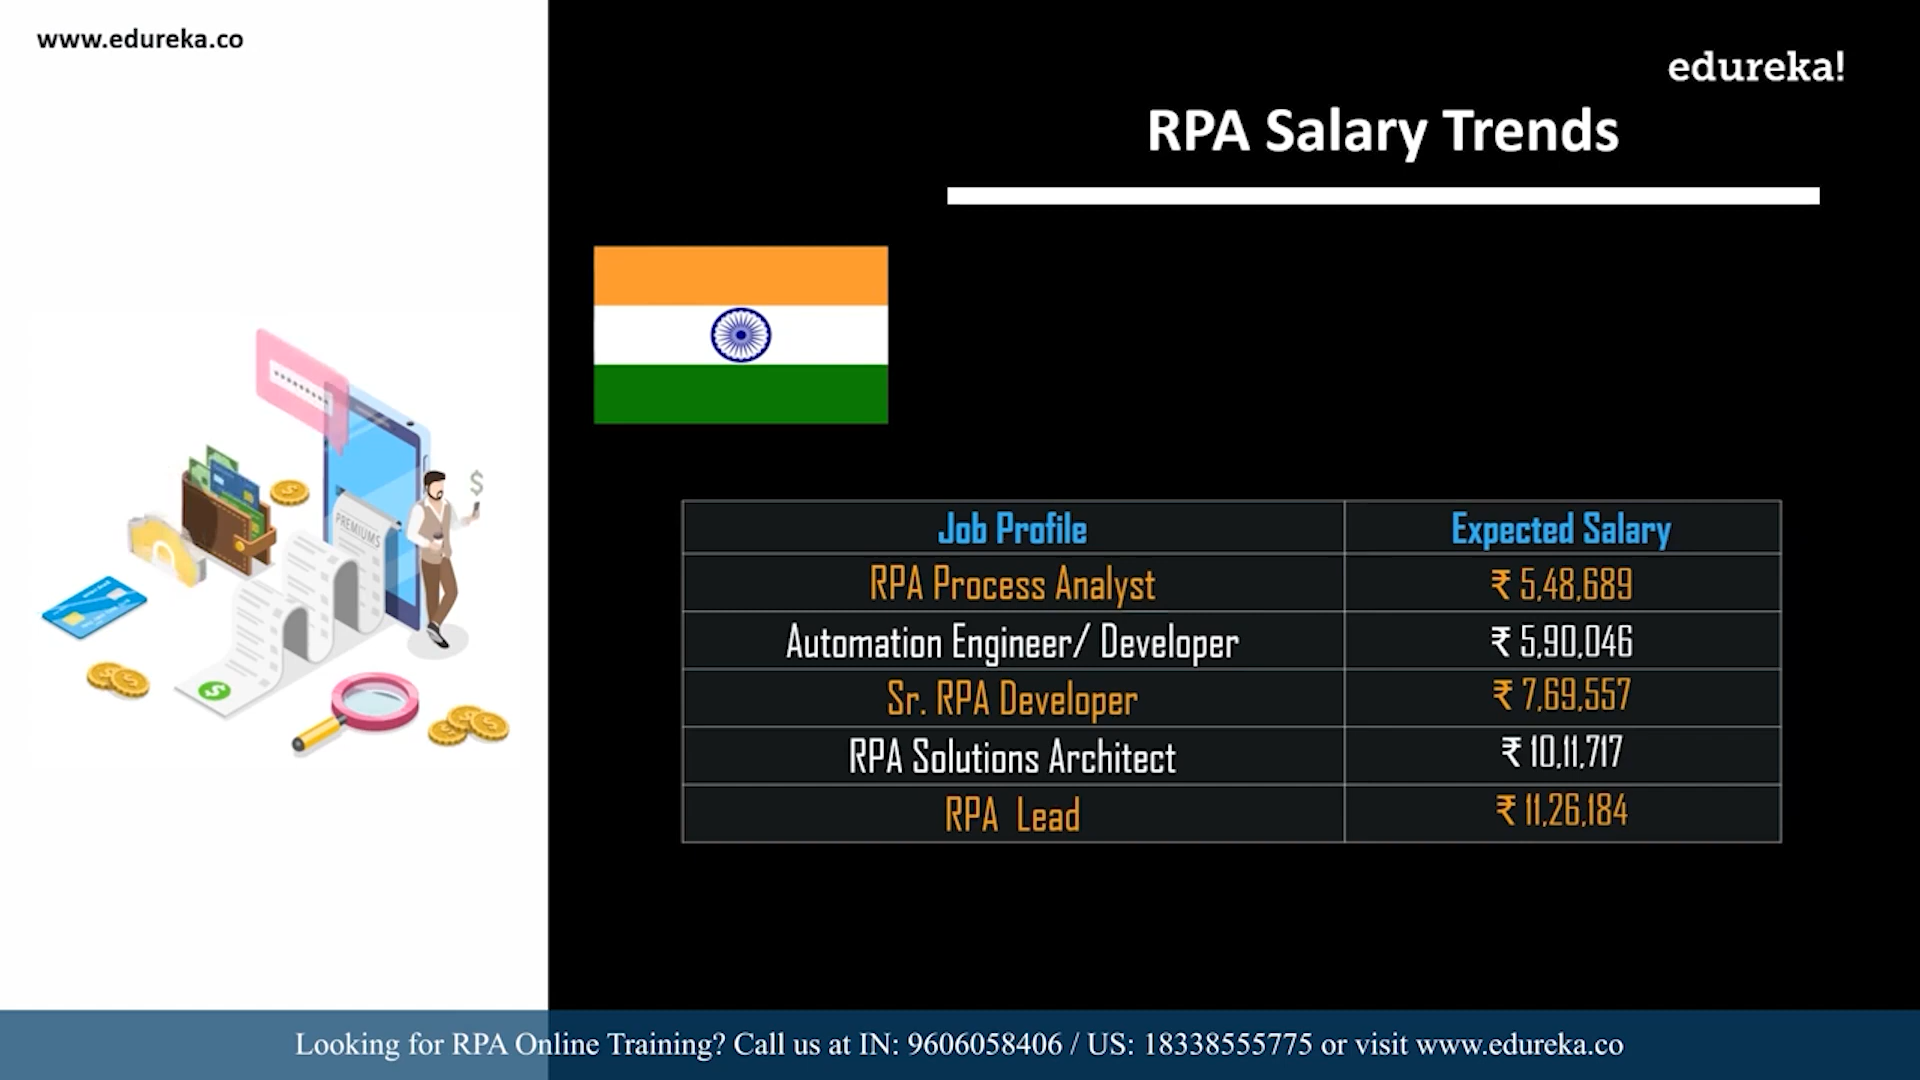 www.edureka.co
edureka!
RPA Salary Trends
PREMIUMS
Job Profile Expected Salary
RPA Process Analyst ₹ 5,48,689
Automation Engineer/ Developer ₹ 5,90,046
Sr. RPA Developer ₹ 7,69,557
RPA Solutions Architect ₹ 10,11,717
RPA Lead ₹ 11,26,184
Looking for RPA Online Training? Call us at IN: 9606058406 / US: 18338555775 or visit www.edureka.co